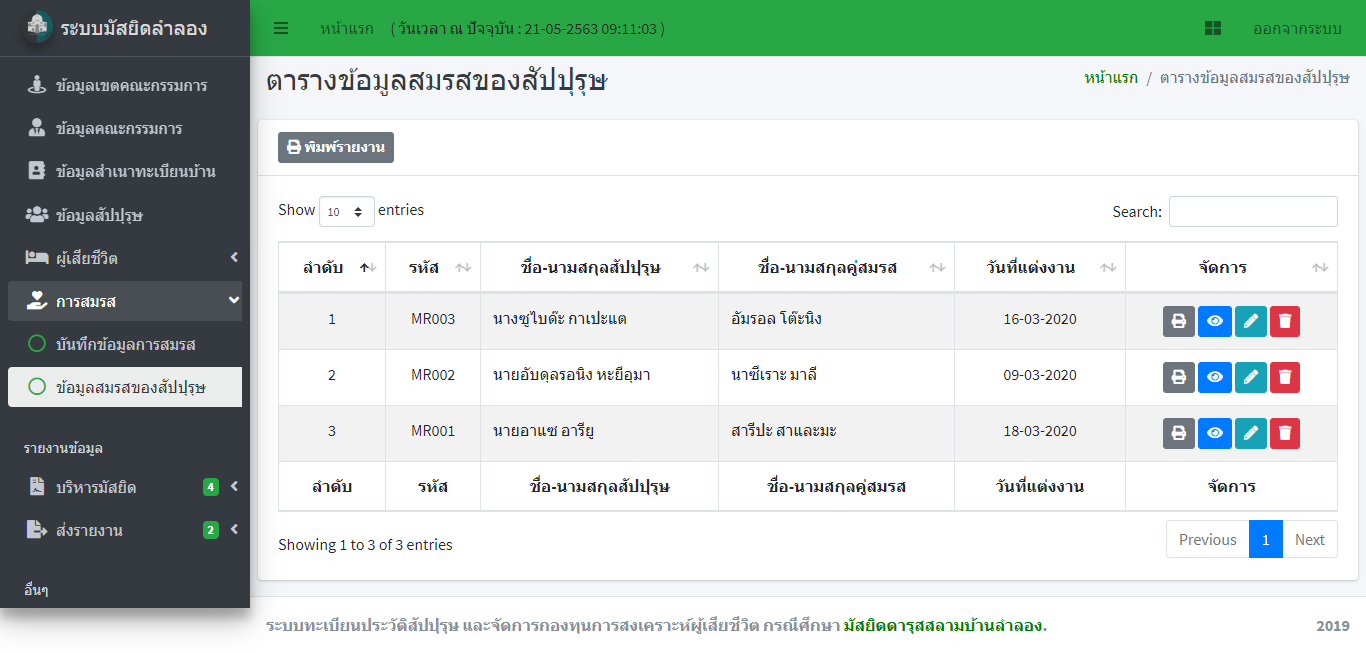 ระบบมัสยิดลำลอง
หน้าแรก ( วันเวลา ณ ปัจจุบัน : 21-05-2563 09:11:03 ) ออกจากระบบ
ข้อมูลเขตคณะกรรมการ
ข้อมูลคณะกรรมการ
ข้อมูลสำเนาทะเบียนบ้าน
ข้อมูลสัปปุรุษ
ผู้เสียชีวิต
การสมรส
บันทึกข้อมูลการสมรส
ข้อมูลสมรสของสัปปุรุษ
รายงานข้อมูล
บริหารมัสยิด 4
ส่งรายงาน 2
อื่นๆ
ตารางข้อมูลสมรสของสัปปุรุษ
หน้าแรก / ตารางข้อมูลสมรสของสัปปุรุษ
พิมพ์รายงาน
Show 10 entries Search:
ลำดับ รหัส ชื่อ-นามสกุลสัปปุรุษ ชื่อ-นามสกุลคู่สมรส วันที่แต่งงาน จัดการ
1 MR003 นางซูไบด๊ะ กาเปะแต อัมรอล โต๊ะนิง 16-03-2020
2 MR002 นายอับดุลรอนิง หะยีอุมา นาซีเราะ มาลี 09-03-2020
3 MR001 นายอาแซ อารียู สารีปะ สาและมะ 18-03-2020
ลำดับ รหัส ชื่อ-นามสกุลสัปปุรุษ ชื่อ-นามสกุลคู่สมรส วันที่แต่งงาน จัดการ
Showing 1 to 3 of 3 entries Previous 1 Next
ระบบทะเบียนประวัติสัปปุรุษ และจัดการกองทุนการสงเคราะห์ผู้เสียชีวิต กรณีศึกษา มัสยิดดารุสสลามบ้านลำลอง. 2019